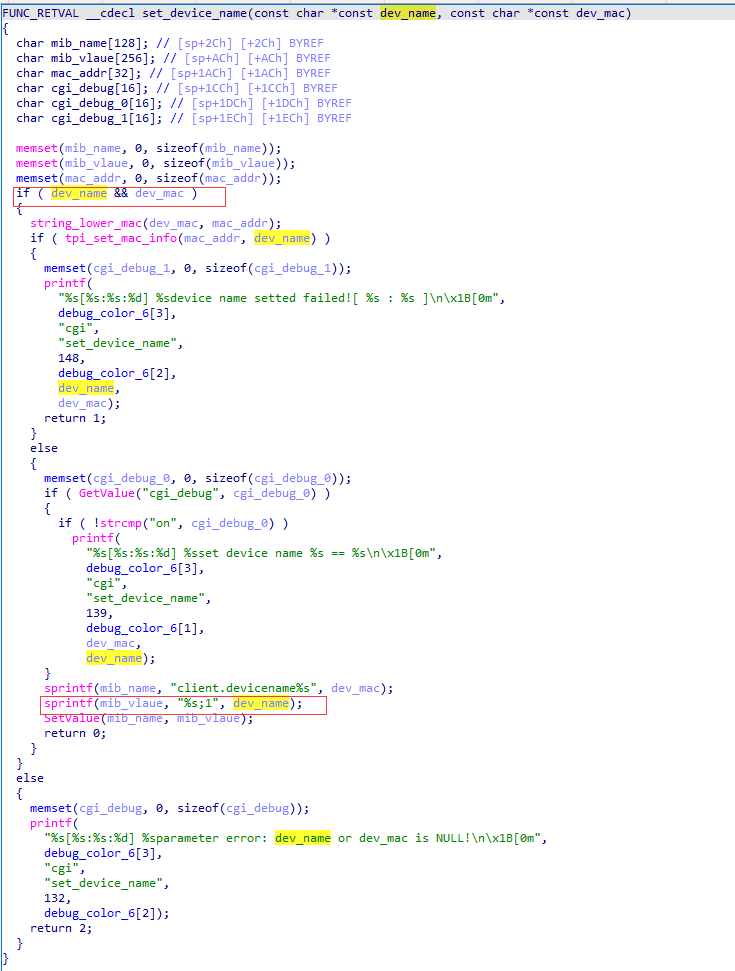 FUNC_RETVAL __cdecl set_device_name(const char *const dev_name, const char *const dev_mac)
{
  char mib_name[128]; // [sp+2Ch] [+2Ch] BYREF
  char mib_vlaue[256]; // [sp+ACh] [+ACh] BYREF
  char mac_addr[32]; // [sp+1ACh] [+1ACh] BYREF
  char cgi_debug[16]; // [sp+1CCh] [+1CCh] BYREF
  char cgi_debug_0[16]; // [sp+1DCh] [+1DCh] BYREF
  char cgi_debug_1[16]; // [sp+1ECh] [+1ECh] BYREF

  memset(mib_name, 0, sizeof(mib_name));
  memset(mib_vlaue, 0, sizeof(mib_vlaue));
  memset(mac_addr, 0, sizeof(mac_addr));
  if ( dev_name && dev_mac )
  {
    string_lower_mac(dev_mac, mac_addr);
    if ( tpi_set_mac_info(mac_addr, dev_name) )
    {
      memset(cgi_debug_1, 0, sizeof(cgi_debug_1));
      printf(
        "%s[%s:%s:%d] %sdevice name setted failed![ %s : %s ]\n\x1B[0m",
        debug_color_6[3],
        "cgi",
        "set_device_name",
        148,
        debug_color_6[2],
        dev_name,
        dev_mac);
      return 1;
    }
    else
    {
      memset(cgi_debug_0, 0, sizeof(cgi_debug_0));
      if ( GetValue("cgi_debug", cgi_debug_0) )
      {
        if ( !strcmp("on", cgi_debug_0) )
          printf(
            "%s[%s:%s:%d] %sset device name %s == %s\n\x1B[0m",
            debug_color_6[3],
            "cgi",
            "set_device_name",
            139,
            debug_color_6[1],
            dev_mac,
            dev_name);
      }
      sprintf(mib_name, "client.devicename%s", dev_mac);
      sprintf(mib_vlaue, "%s;1", dev_name);
      SetValue(mib_name, mib_vlaue);
      return 0;
    }
  }
  else
  {
    memset(cgi_debug, 0, sizeof(cgi_debug));
    printf(
      "%s[%s:%s:%d] %sparameter error: dev_name or dev_mac is NULL!\n\x1B[0m",
      debug_color_6[3],
      "cgi",
      "set_device_name",
      132,
      debug_color_6[2]);
    return 2;
  }
}